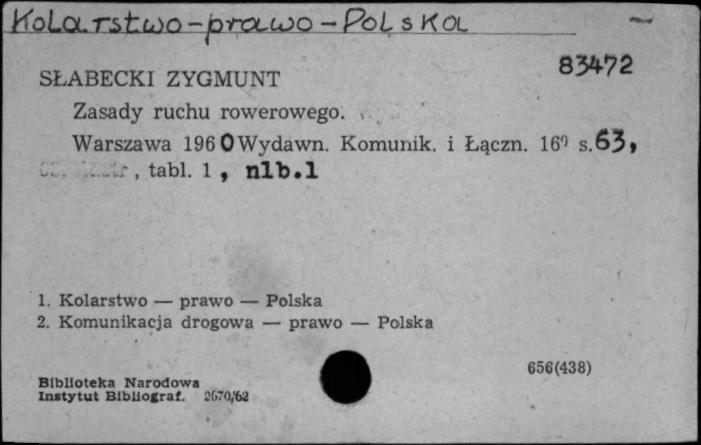 Kolarstwo - prawo - Polska
83472
SŁABECKI ZYGMUNT
Zasady ruchu rowerowego.
Warszawa 1960 Wydawn. Komunik. i Łączn. 16⁰ s. 63,
, tabl. 1, nlb. 1
1. Kolarstwo — prawo — Polska
2. Komunikacja drogowa — prawo — Polska
656(438)
Biblioteka Narodowa
Instytut Bibliograf. 2670/62